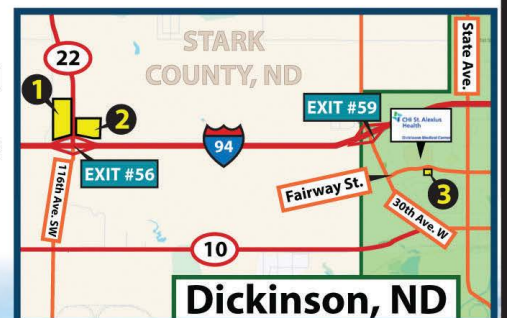 STARK
COUNTY, ND
State Ave.
22
1
2
EXIT #59
CHI St. Alexius
Health
Dickinson Medical Center
94
EXIT #56
116th Ave. SW
Fairway St.
3
30th Ave. W
10
Dickinson, ND